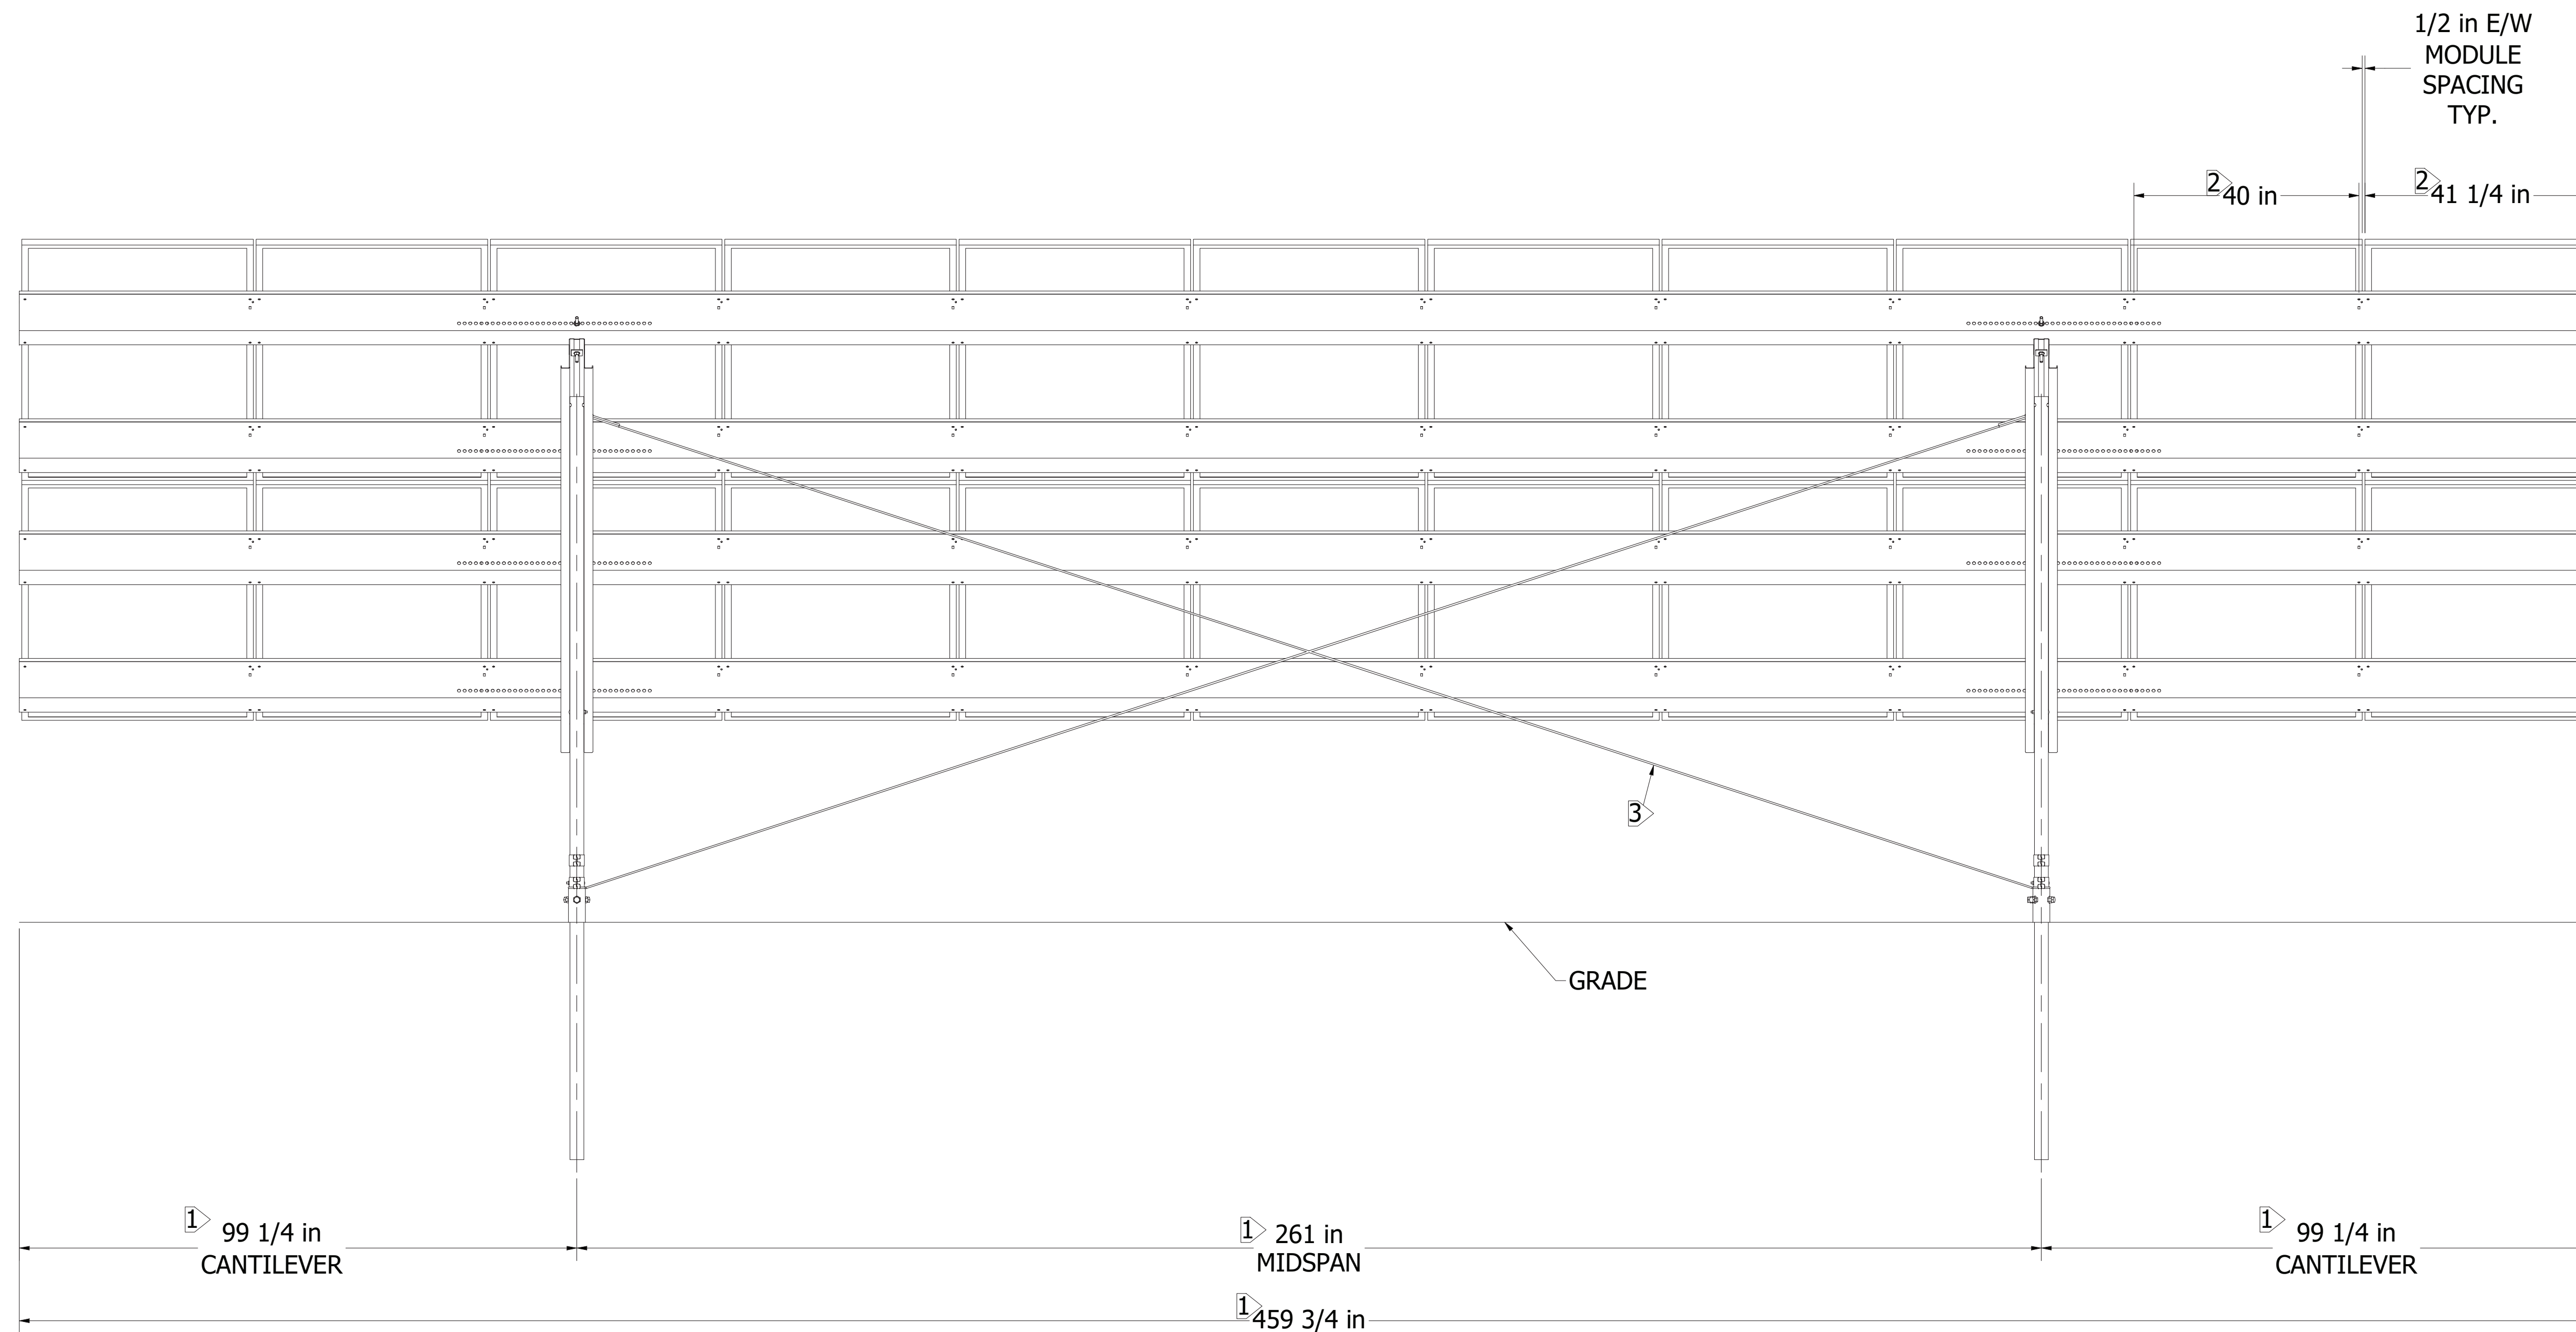 1/2 in E/W
MODULE
SPACING
TYP.
2
40 in
2
41 1/4 in
3
GRADE
1
99 1/4 in
CANTILEVER
1
261 in
MIDSPAN
1
99 1/4 in
CANTILEVER
1
459 3/4 in